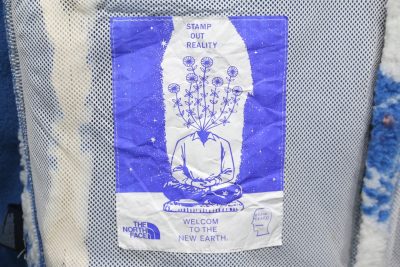 STAMP
OUT
REALITY
THE
NORTH
FACE
WELCOM
TO THE
NEW EARTH.